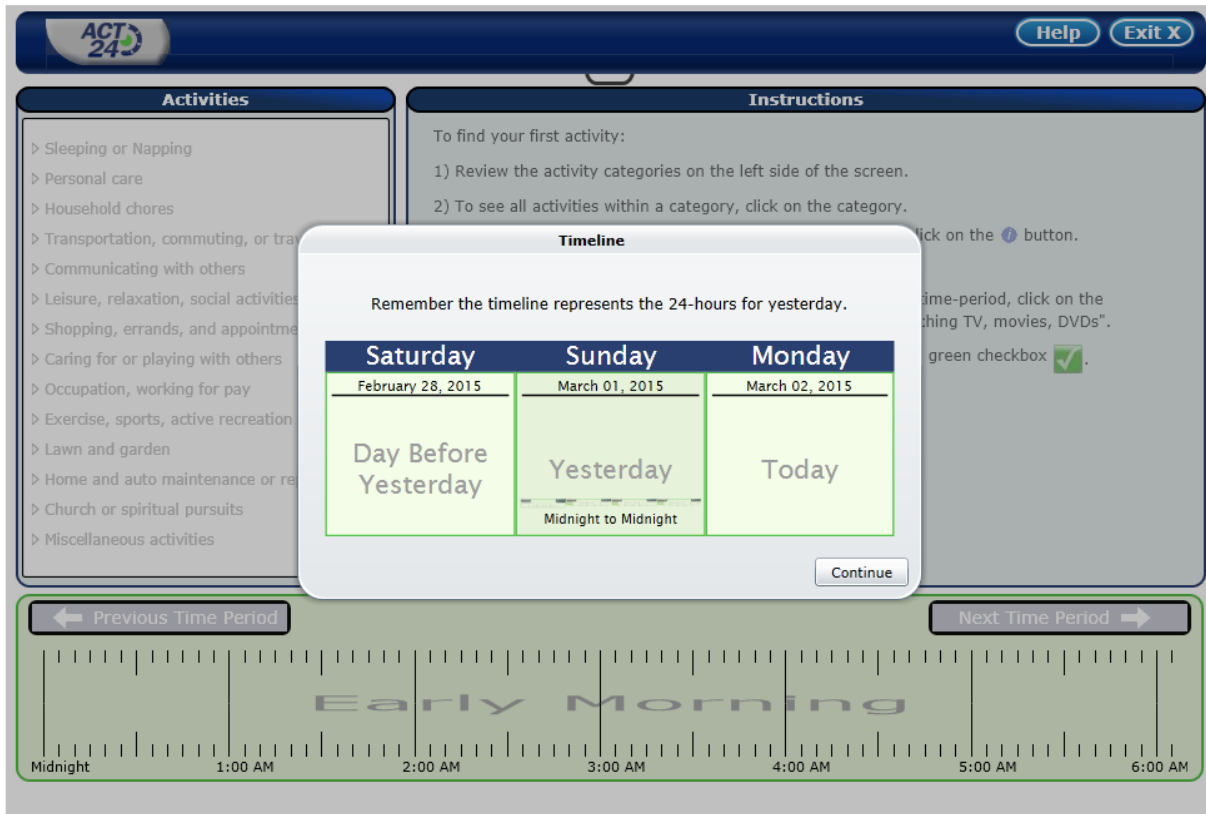 ACT
24
Help
Exit X
Activities
Sleeping or Napping
Personal care
Household chores
Transportation, commuting, or trav
Communicating with others
Leisure, relaxation, social activities
Shopping, errands, and appointme
Caring for or playing with others
Occupation, working for pay
Exercise, sports, active recreation
Lawn and garden
Home and auto maintenance or re
Church or spiritual pursuits
Miscellaneous activities
Instructions
To find your first activity:
1) Review the activity categories on the left side of the screen.
2) To see all activities within a category, click on the category.
lick on the i button.
time-period, click on the
hing TV, movies, DVDs".
green checkbox .
Timeline
Remember the timeline represents the 24-hours for yesterday.
Saturday Sunday Monday
February 28, 2015 March 01, 2015 March 02, 2015
Day Before
Yesterday
Yesterday
Midnight to Midnight
Today
Continue
Previous Time Period
Next Time Period
Early Morning
Midnight 1:00 AM 2:00 AM 3:00 AM 4:00 AM 5:00 AM 6:00 AM